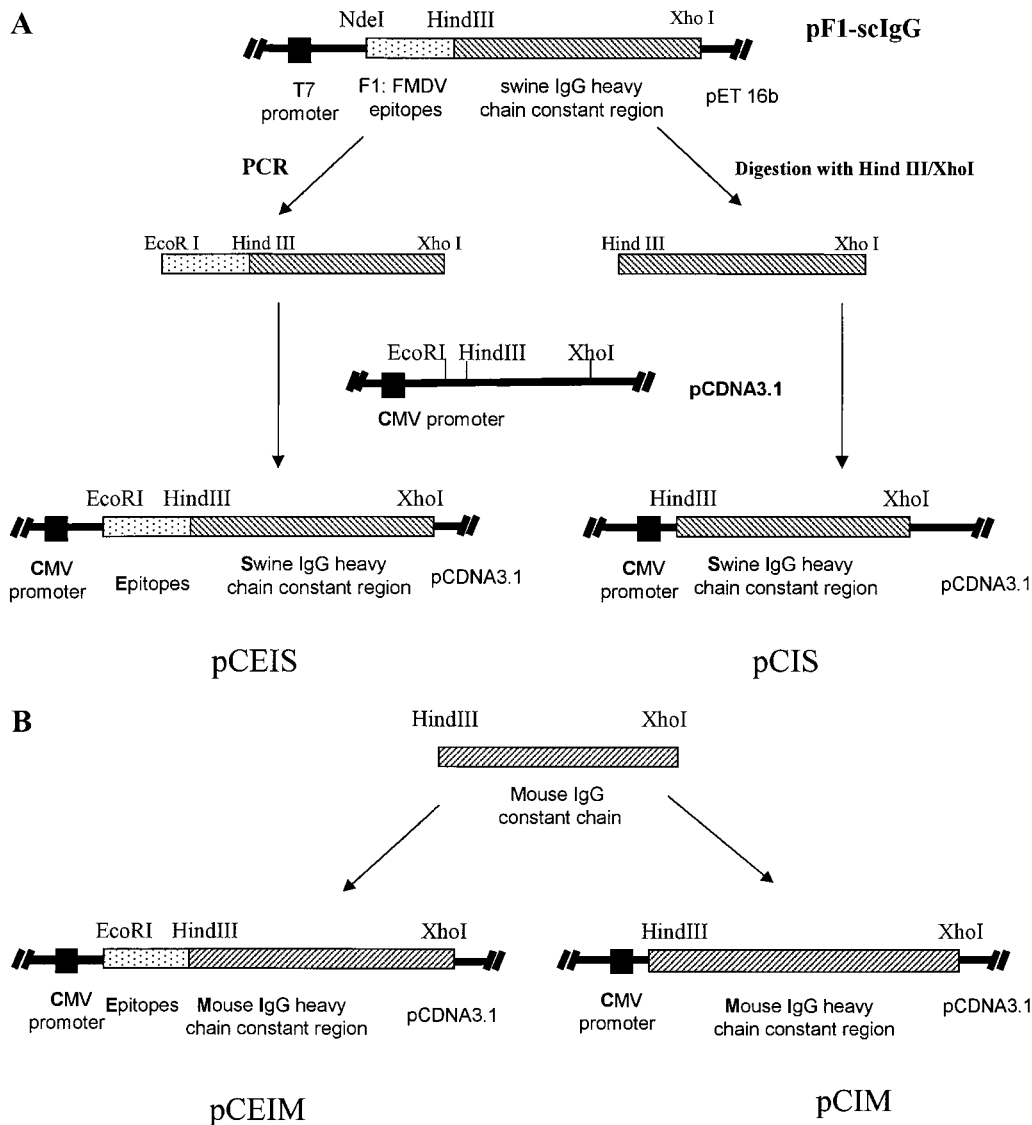 A
NdeI HindIII Xho I
pF1-scIgG
T7 promoter
F1: FMDV epitopes
swine IgG heavy chain constant region
pET 16b
PCR
Digestion with Hind III/XhoI
EcoR I Hind III Xho I
Hind III Xho I
EcoRI HindIII XhoI
pCDNA3.1
CMV promoter
EcoRI HindIII XhoI
HindIII XhoI
CMV promoter
Epitopes
Swine IgG heavy chain constant region
pCDNA3.1
CMV promoter
Swine IgG heavy chain constant region
pCDNA3.1
pCEIS
pCIS
B
HindIII XhoI
Mouse IgG constant chain
EcoRI HindIII XhoI
HindIII XhoI
CMV promoter
Epitopes
Mouse IgG heavy chain constant region
pCDNA3.1
CMV promoter
Mouse IgG heavy chain constant region
pCDNA3.1
pCEIM
pCIM